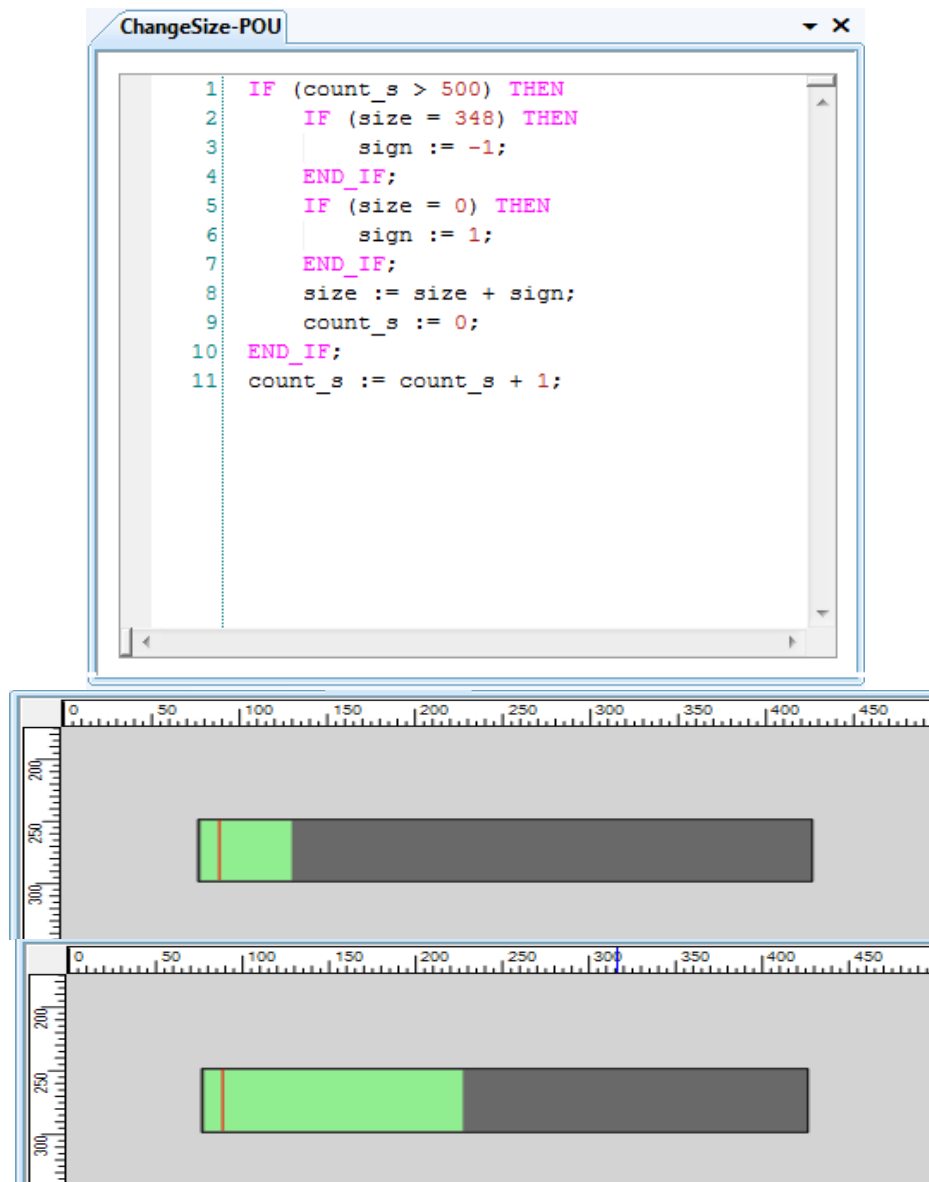 ChangeSize-POU
1 IF (count_s > 500) THEN
2 IF (size = 348) THEN
3 sign := -1;
4 END_IF;
5 IF (size = 0) THEN
6 sign := 1;
7 END_IF;
8 size := size + sign;
9 count_s := 0;
10 END_IF;
11 count_s := count_s + 1;
0 50 100 150 200 250 300 350 400 450
200
250
300
0 50 100 150 200 250 300 350 400 450
200
250
300